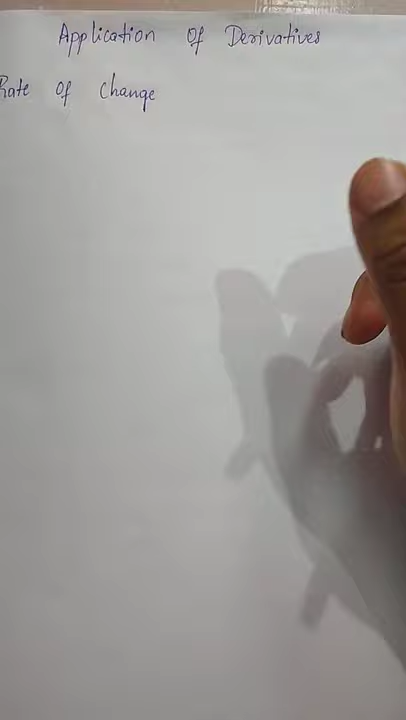 Application Of Derivatives
Rate Of Change